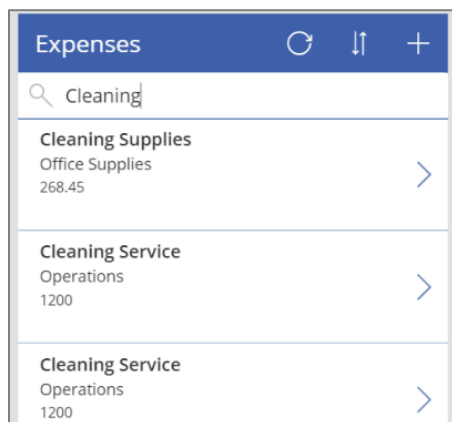 Expenses
Cleaning
Cleaning Supplies
Office Supplies
268.45
Cleaning Service
Operations
1200
Cleaning Service
Operations
1200